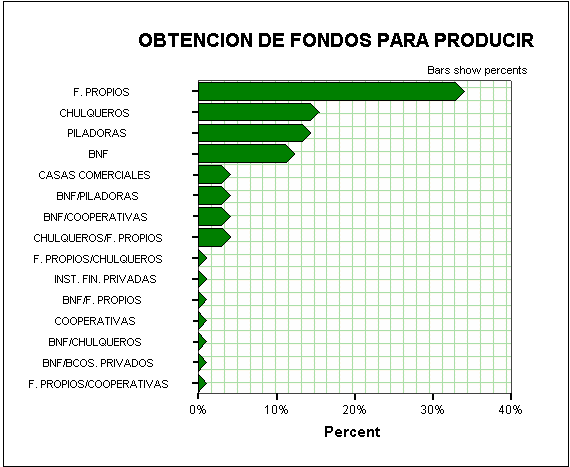 OBTENCION DE FONDOS PARA PRODUCIR
Bars show percents
F. PROPIOS
CHULQUEROS
PILADORAS
BNF
CASAS COMERCIALES
BNF/PILADORAS
BNF/COOPERATIVAS
CHULQUEROS/F. PROPIOS
F. PROPIOS/CHULQUEROS
INST. FIN. PRIVADAS
BNF/F. PROPIOS
COOPERATIVAS
BNF/CHULQUEROS
BNF/BCOS. PRIVADOS
F. PROPIOS/COOPERATIVAS
0% 10% 20% 30% 40%
Percent